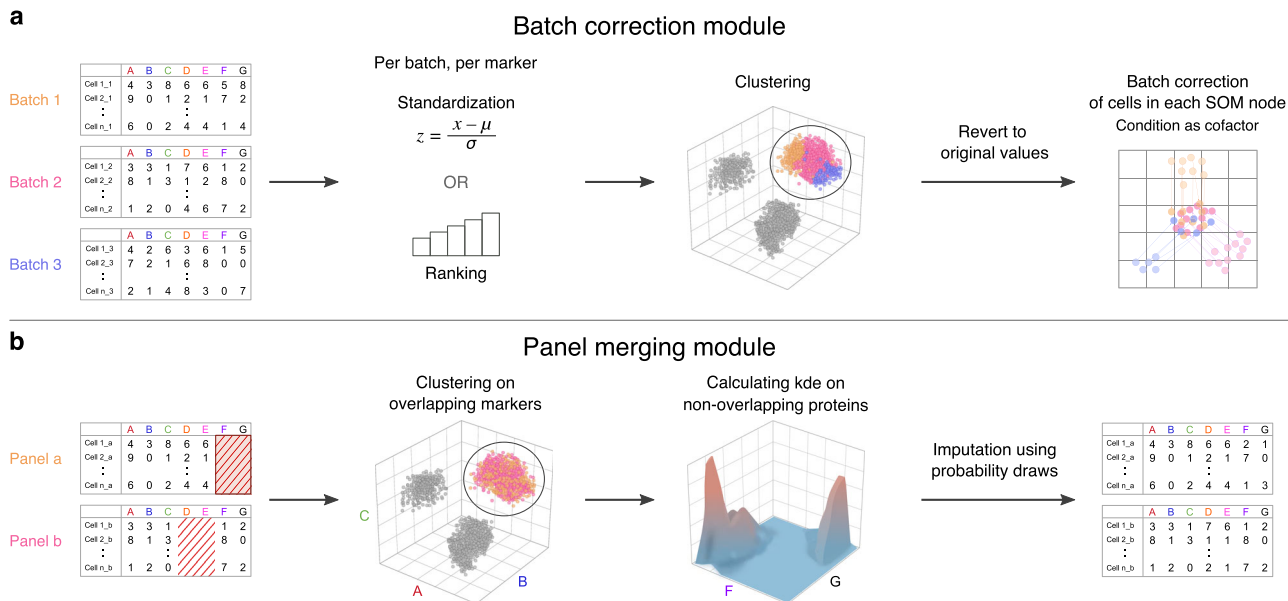 a
Batch correction module
Batch 1
A B C D E F G
Cell 1_1 4 3 8 6 6 5 8
Cell 2_1 9 0 1 2 1 7 2
⋮ ⋮
Cell n_1 6 0 2 4 4 1 4
Batch 2
A B C D E F G
Cell 1_2 3 3 1 7 6 1 2
Cell 2_2 8 1 3 1 2 8 0
⋮ ⋮
Cell n_2 1 2 0 4 6 7 2
Batch 3
A B C D E F G
Cell 1_3 4 2 6 3 6 1 5
Cell 2_3 7 2 1 6 8 0 0
⋮ ⋮
Cell n_3 2 1 4 8 3 0 7
Per batch, per marker
Standardization
z = (x − μ) / σ
OR
Ranking
Clustering
Revert to
original values
Batch correction
of cells in each SOM node
Condition as cofactor
b
Panel merging module
Panel a
A B C D E F G
Cell 1_a 4 3 8 6 6
Cell 2_a 9 0 1 2 1
⋮ ⋮
Cell n_a 6 0 2 4 4
Panel b
A B C D E F G
Cell 1_b 3 3 1 1 2
Cell 2_b 8 1 3 8 0
⋮ ⋮
Cell n_b 1 2 0 7 2
Clustering on
overlapping markers
C
A
B
Calculating kde on
non-overlapping proteins
F
G
Imputation using
probability draws
A B C D E F G
Cell 1_a 4 3 8 6 6 2 1
Cell 2_a 9 0 1 2 1 7 0
⋮ ⋮
Cell n_a 6 0 2 4 4 1 3
A B C D E F G
Cell 1_b 3 3 1 7 6 1 2
Cell 2_b 8 1 3 1 1 8 0
⋮ ⋮
Cell n_b 1 2 0 2 1 7 2